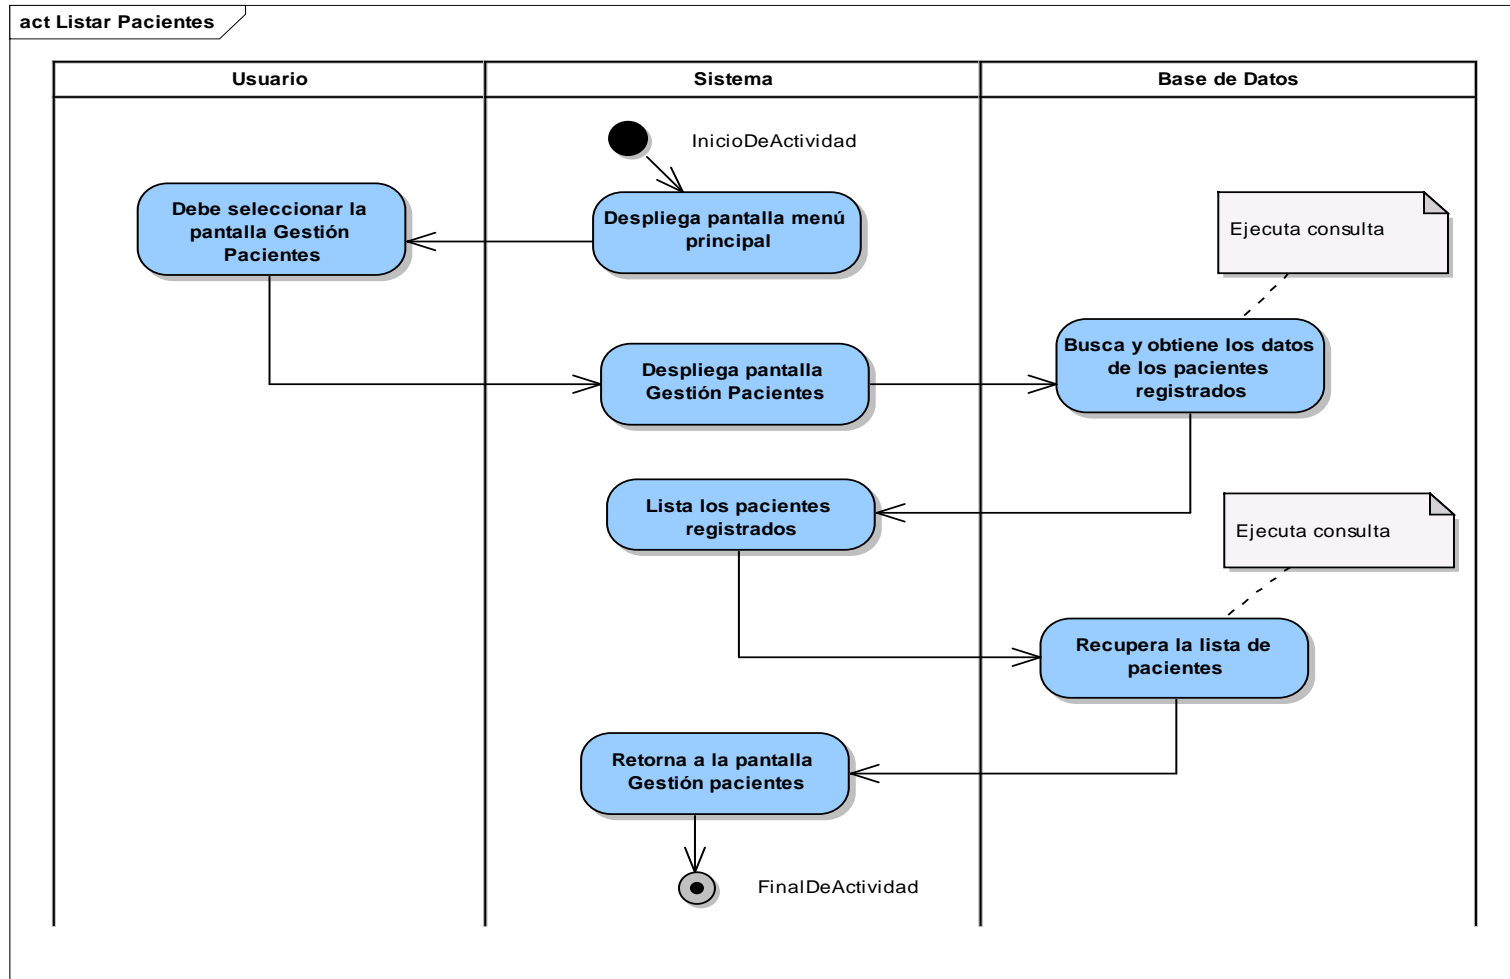 act Listar Pacientes
Usuario
Sistema
Base de Datos
InicioDeActividad
Debe seleccionar la
pantalla Gestión
Pacientes
Despliega pantalla menú
principal
Ejecuta consulta
Despliega pantalla
Gestión Pacientes
Busca y obtiene los datos
de los pacientes
registrados
Lista los pacientes
registrados
Ejecuta consulta
Recupera la lista de
pacientes
Retorna a la pantalla
Gestión pacientes
FinalDeActividad